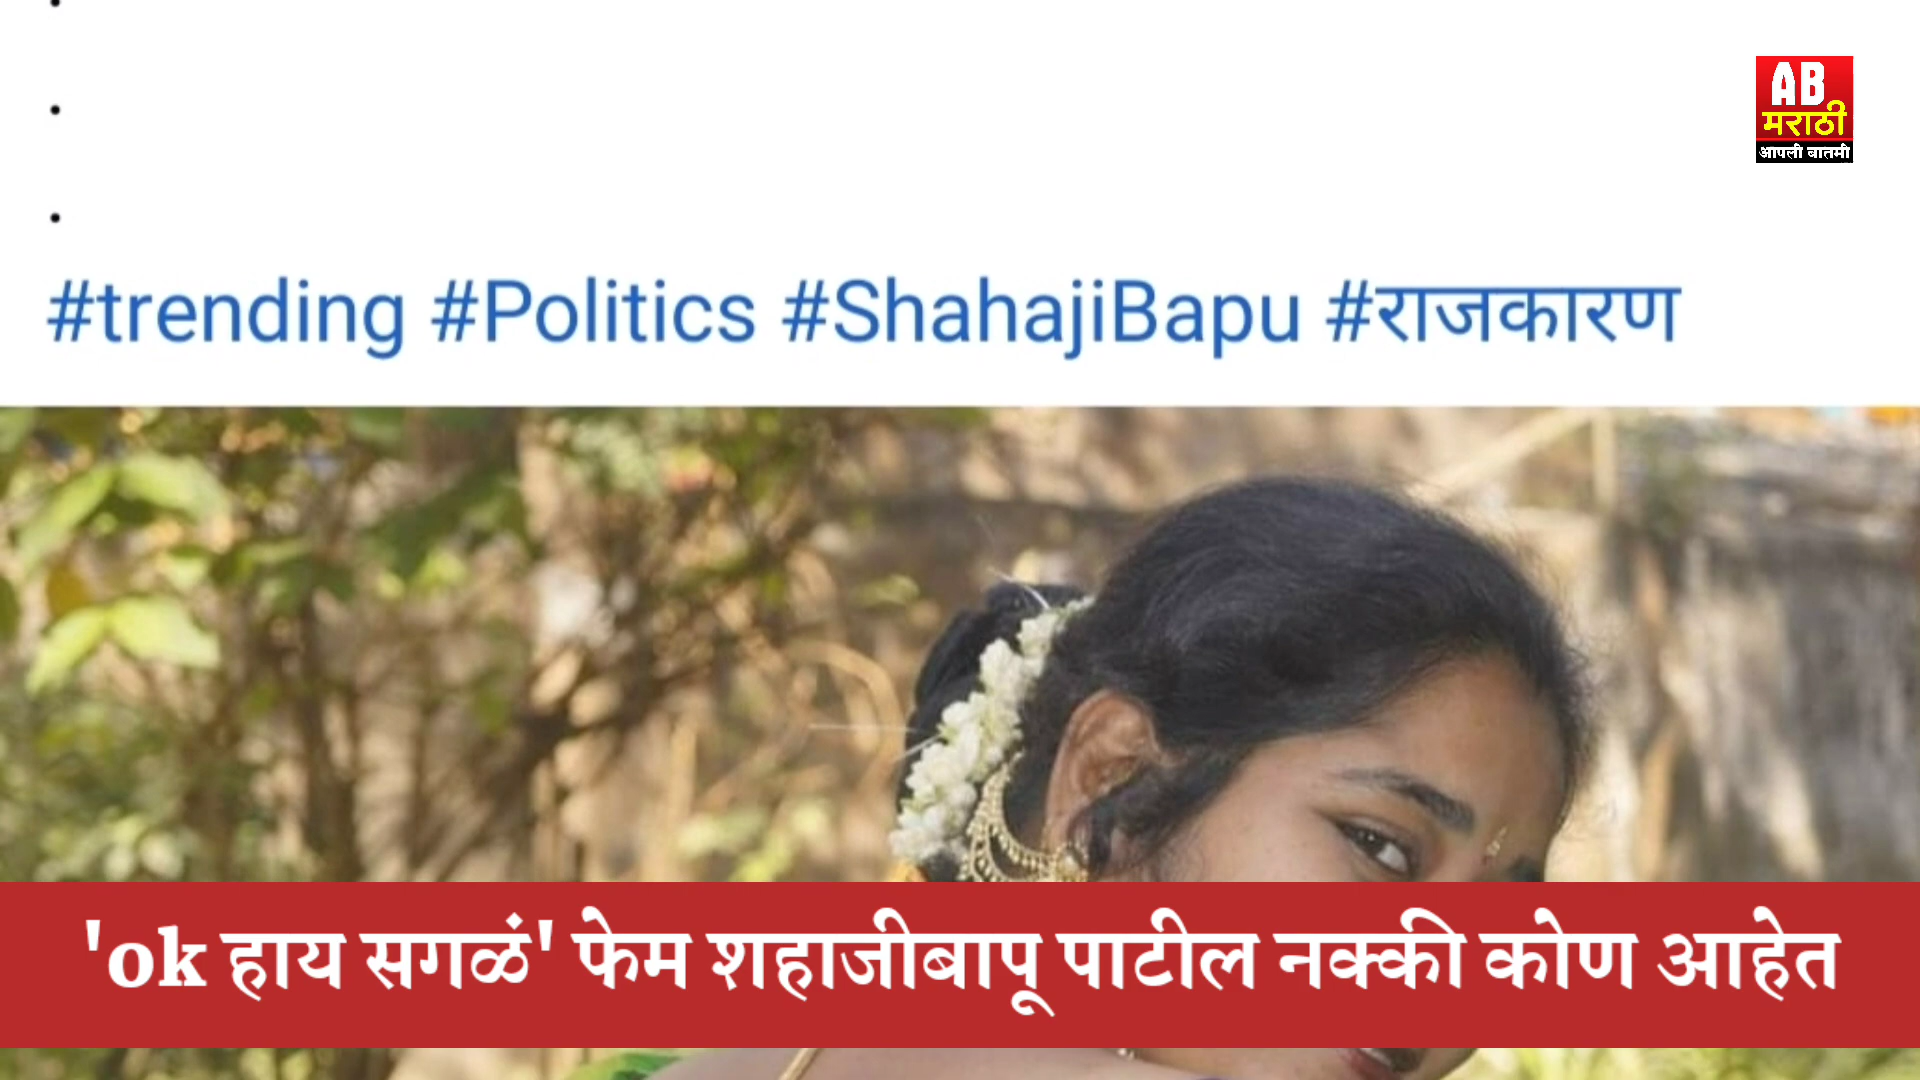 AB
मराठी
आपली बातमी
#trending #Politics #ShahajiBapu #राजकारण
'ok हाय सगळं' फेम शहाजीबापू पाटील नक्की कोण आहेत